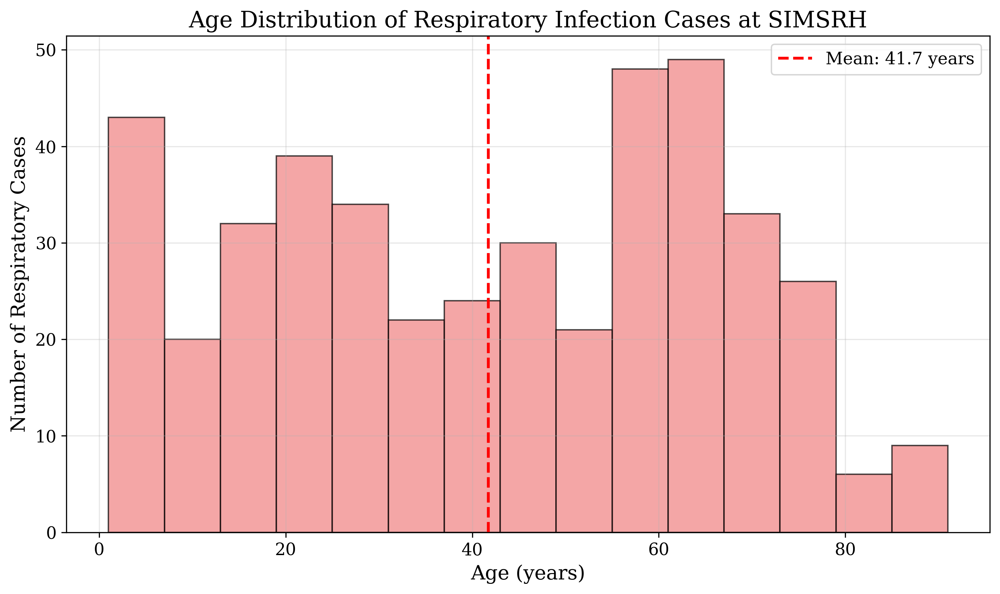 Age Distribution of Respiratory Infection Cases at SIMSRH
Mean: 41.7 years
Number of Respiratory Cases
50
40
30
20
10
0
0 20 40 60 80
Age (years)